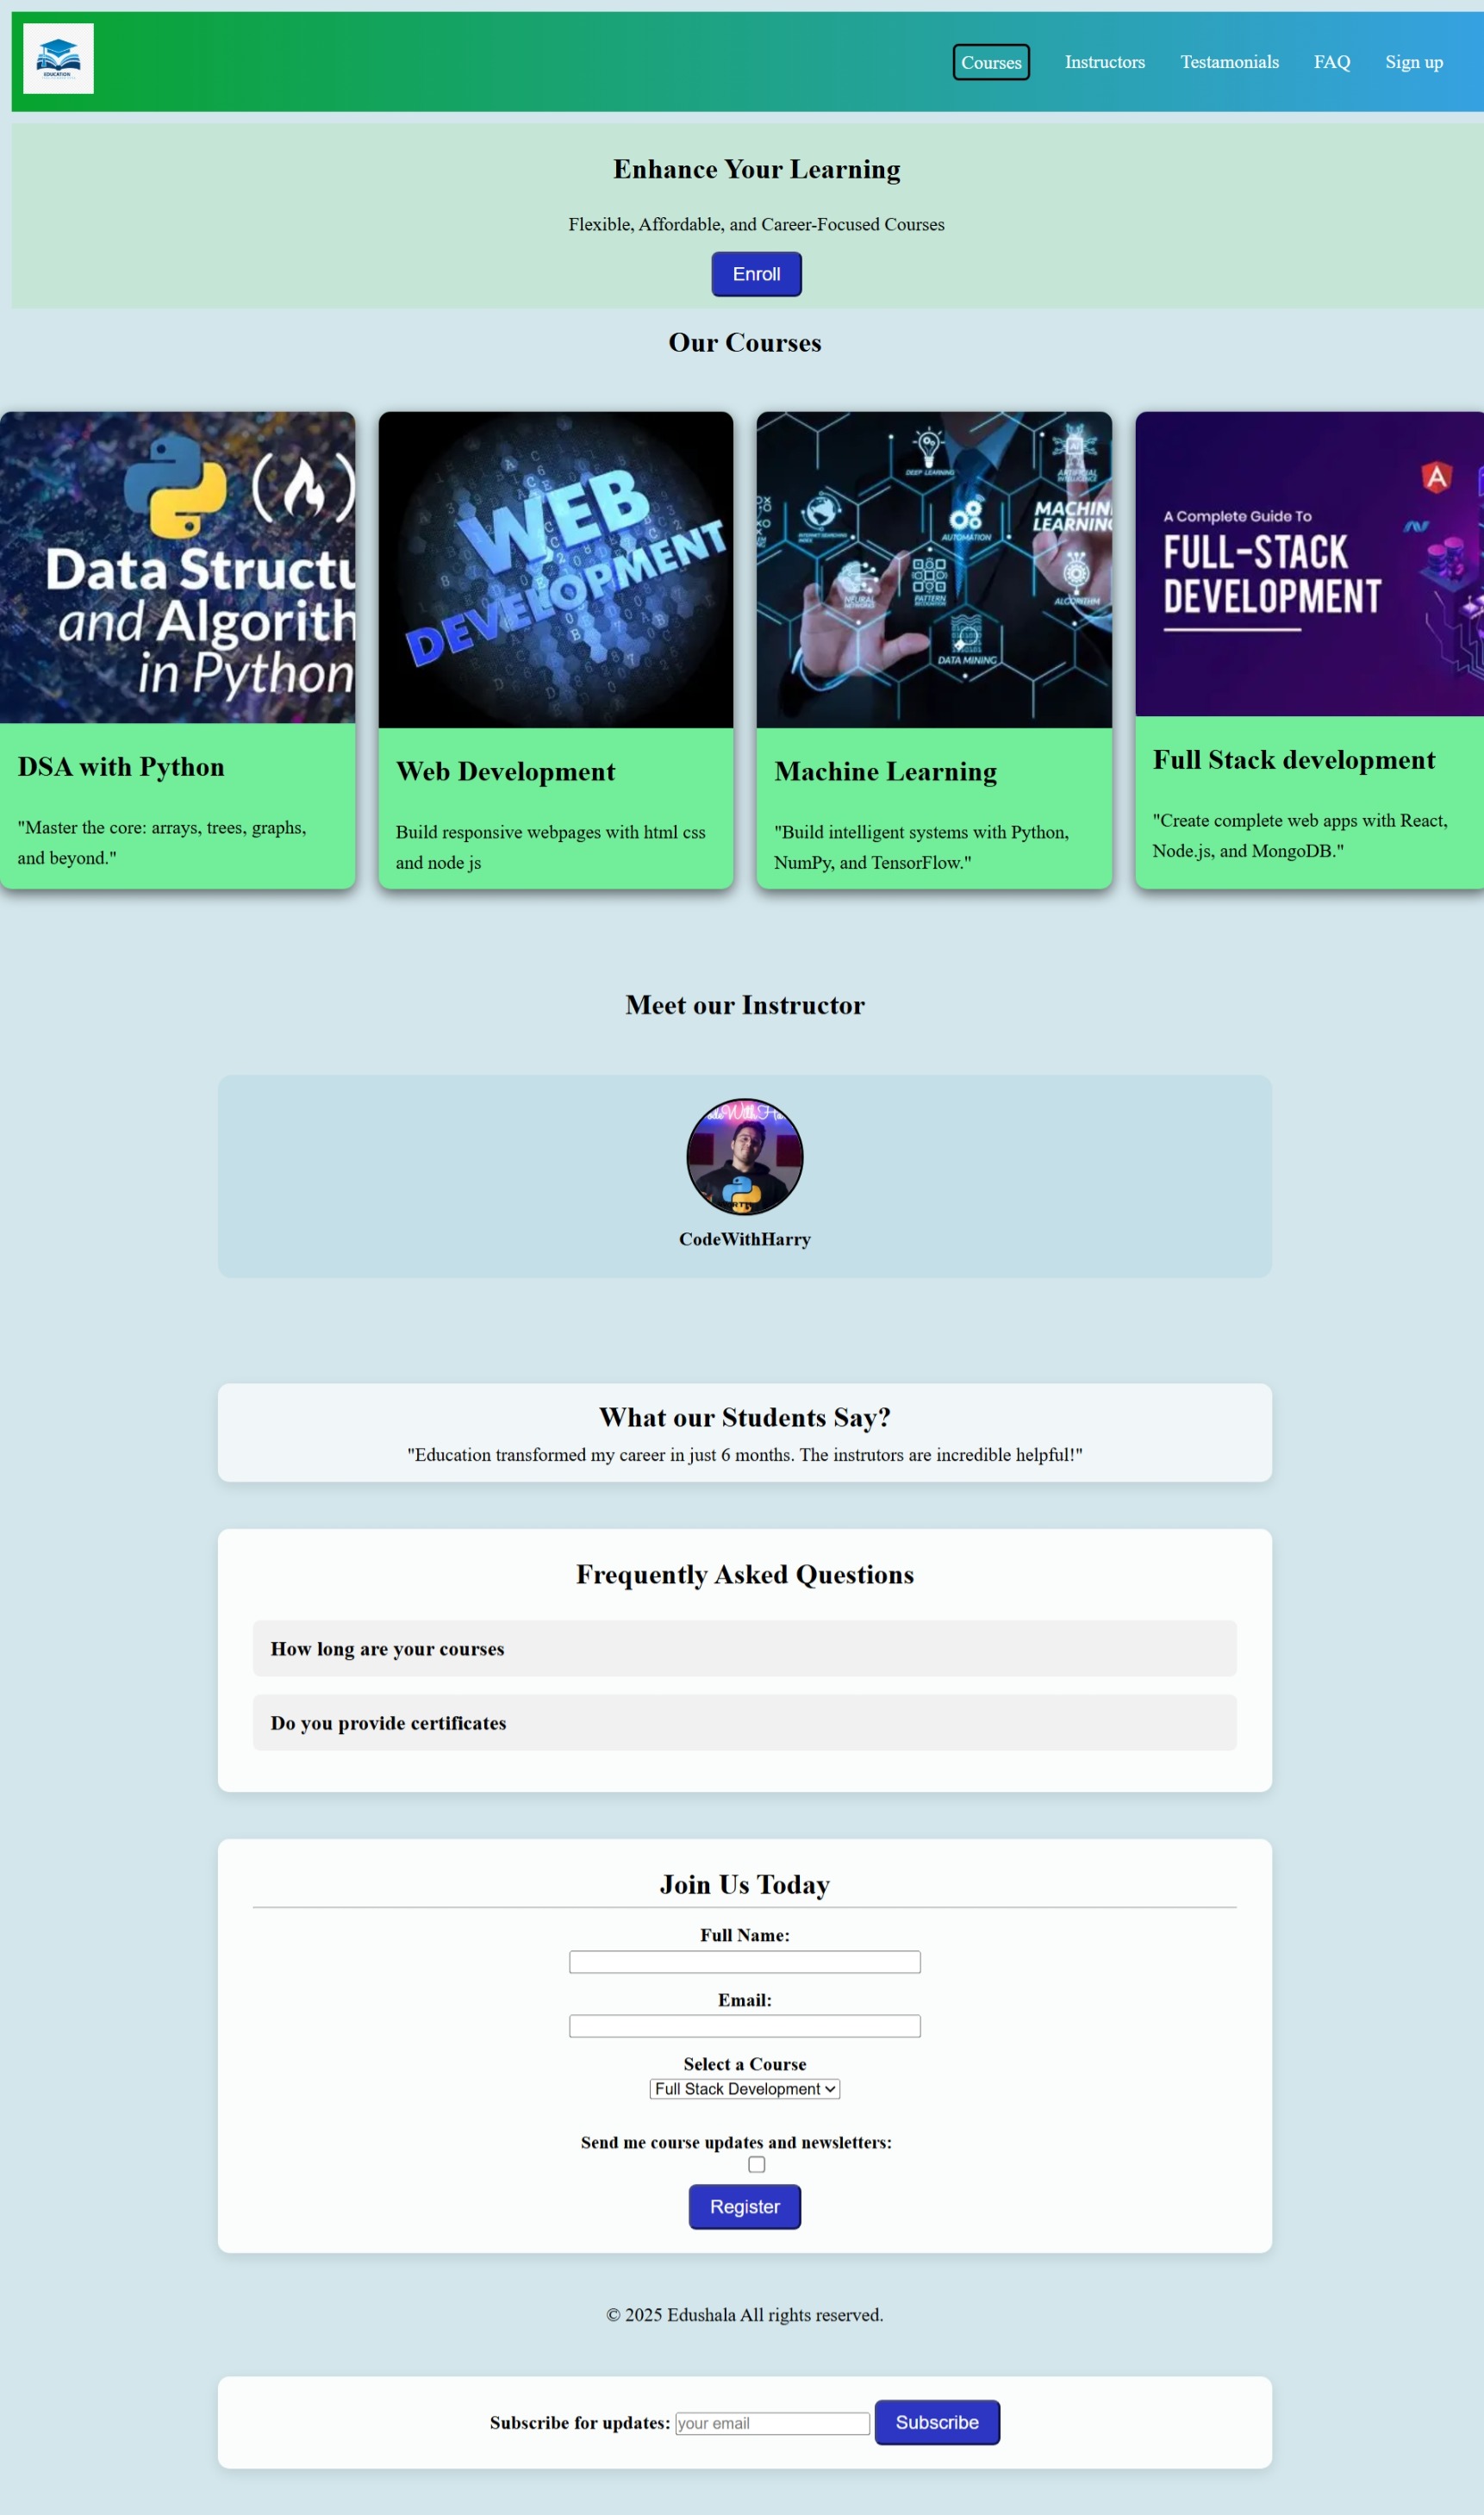 EDUCATION
Courses
Instructors
Testamonials
FAQ
Sign up
Enhance Your Learning
Flexible, Affordable, and Career-Focused Courses
Enroll
Our Courses
Data Structu
and Algorith
in Python
DSA with Python
"Master the core: arrays, trees, graphs,
and beyond."
WEB
DEVELOPMENT
Web Development
Build responsive webpages with html css
and node js
DEEP LEARNING
ARTIFICIAL
INTELLIGENCE
MACHIN
LEARNING
AUTOMATION
NEURAL
NETWORKS
PATTERN
RECOGNITION
ALGORITHM
DATA MINING
Machine Learning
"Build intelligent systems with Python,
NumPy, and TensorFlow."
A Complete Guide To
FULL-STACK
DEVELOPMENT
Full Stack development
"Create complete web apps with React,
Node.js, and MongoDB."
Meet our Instructor
CodeWithHarry
What our Students Say?
"Education transformed my career in just 6 months. The instrutors are incredible helpful!"
Frequently Asked Questions
How long are your courses
Do you provide certificates
Join Us Today
Full Name:
Email:
Select a Course
Full Stack Development
Send me course updates and newsletters:
Register
© 2025 Edushala All rights reserved.
Subscribe for updates:
your email
Subscribe